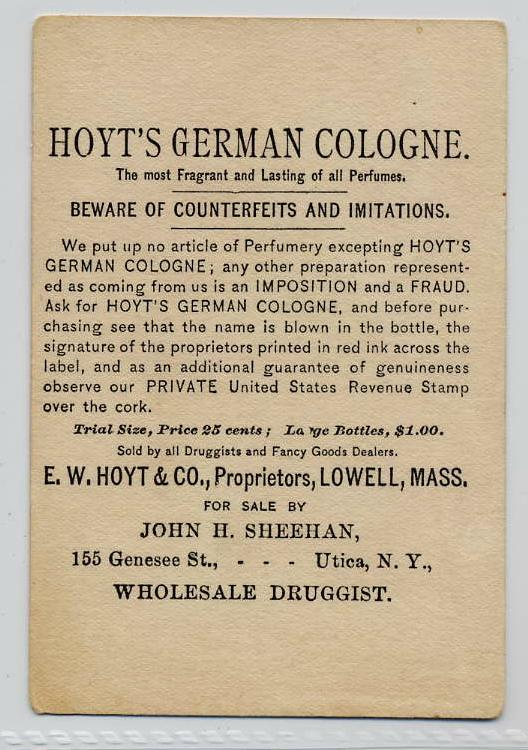 HOYT'S GERMAN COLOGNE.
The most Fragrant and Lasting of all Perfumes.
BEWARE OF COUNTERFEITS AND IMITATIONS.
We put up no article of Perfumery excepting HOYT'S
GERMAN COLOGNE; any other preparation represent-
ed as coming from us is an IMPOSITION and a FRAUD.
Ask for HOYT'S GERMAN COLOGNE, and before pur-
chasing see that the name is blown in the bottle, the
signature of the proprietors printed in red ink across the
label, and as an additional guarantee of genuineness
observe our PRIVATE United States Revenue Stamp
over the cork.
Trial Size, Price 25 cents; La ge Bottles, $1.00.
Sold by all Druggists and Fancy Goods Dealers.
E. W. HOYT & CO., Proprietors, LOWELL, MASS.
FOR SALE BY
JOHN H. SHEEHAN,
155 Genesee St., - - - Utica, N. Y.,
WHOLESALE DRUGGIST.